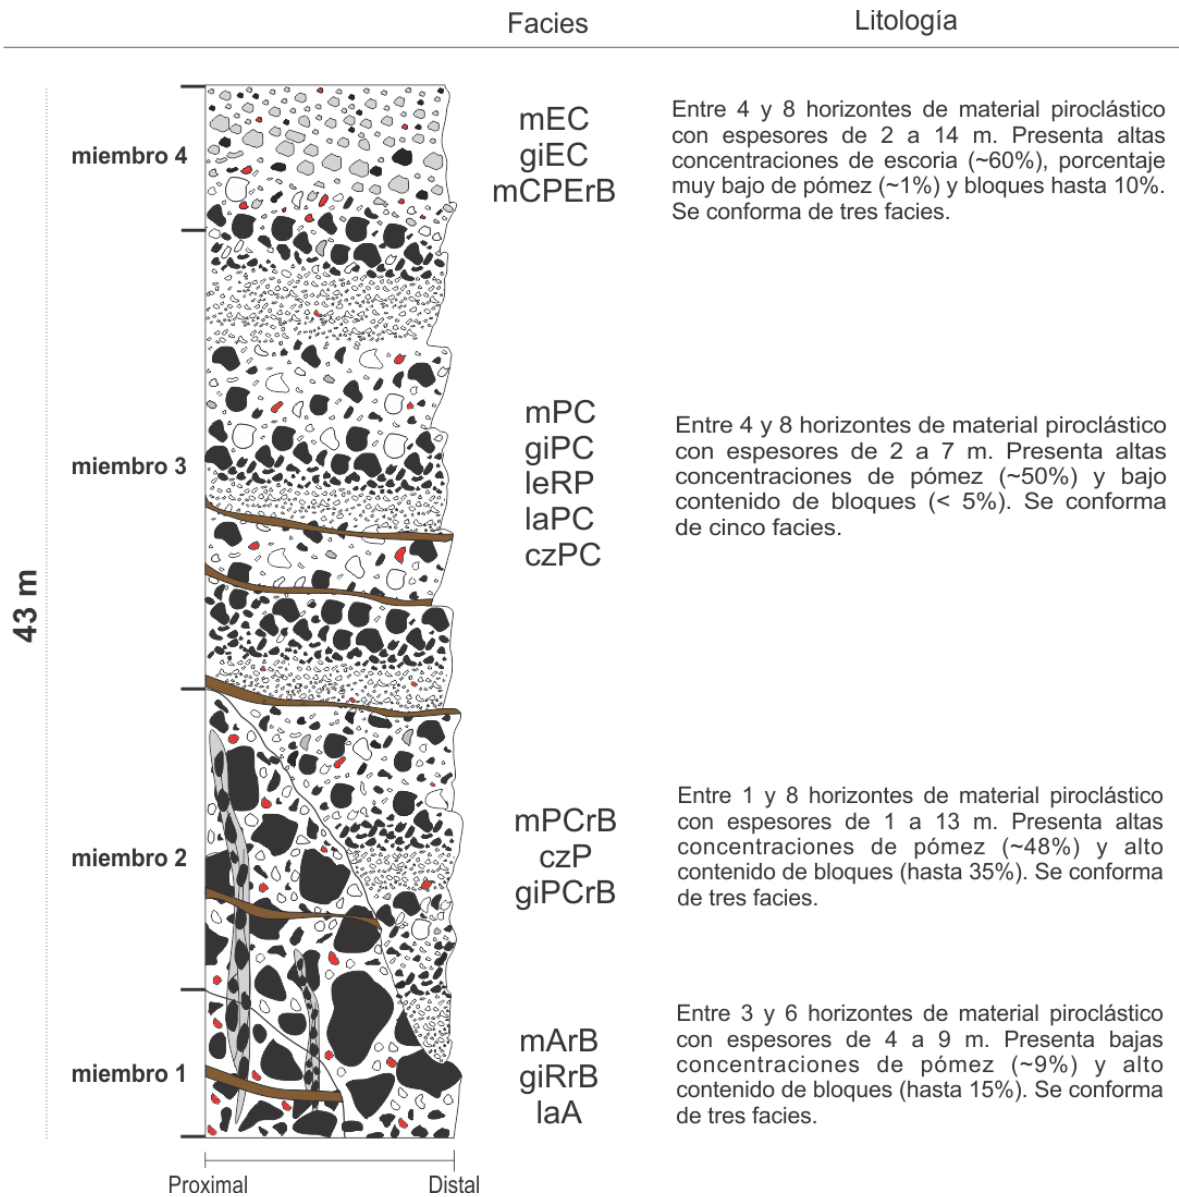 Facies
Litología
miembro 4
mEC
giEC
mCPErB
Entre 4 y 8 horizontes de material piroclástico
con espesores de 2 a 14 m. Presenta altas
concentraciones de escoria (~60%), porcentaje
muy bajo de pómez (~1%) y bloques hasta 10%.
Se conforma de tres facies.
miembro 3
mPC
giPC
leRP
laPC
czPC
Entre 4 y 8 horizontes de material piroclástico
con espesores de 2 a 7 m. Presenta altas
concentraciones de pómez (~50%) y bajo
contenido de bloques (< 5%). Se conforma
de cinco facies.
43 m
miembro 2
mPCrB
czP
giPCrB
Entre 1 y 8 horizontes de material piroclástico
con espesores de 1 a 13 m. Presenta altas
concentraciones de pómez (~48%) y alto
contenido de bloques (hasta 35%). Se conforma
de tres facies.
miembro 1
mArB
giRrB
laA
Entre 3 y 6 horizontes de material piroclástico
con espesores de 4 a 9 m. Presenta bajas
concentraciones de pómez (~9%) y alto
contenido de bloques (hasta 15%). Se conforma
de tres facies.
Proximal
Distal